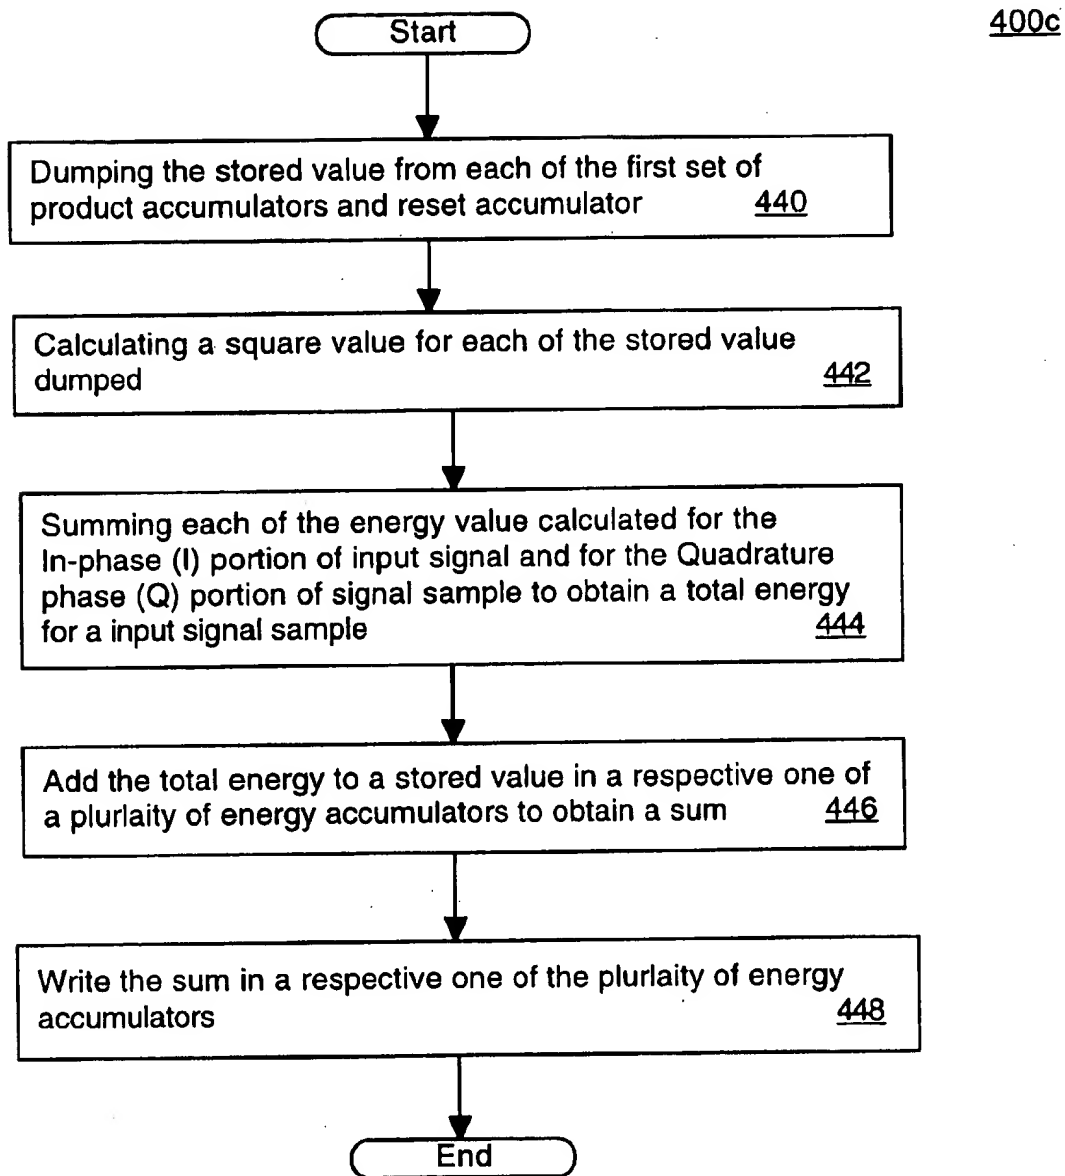 400c
Start
Dumping the stored value from each of the first set of
product accumulators and reset accumulator 440
Calculating a square value for each of the stored value
dumped 442
Summing each of the energy value calculated for the
In-phase (I) portion of input signal and for the Quadrature
phase (Q) portion of signal sample to obtain a total energy
for a input signal sample 444
Add the total energy to a stored value in a respective one of
a plurlaity of energy accumulators to obtain a sum 446
Write the sum in a respective one of the plurlaity of energy
accumulators 448
End